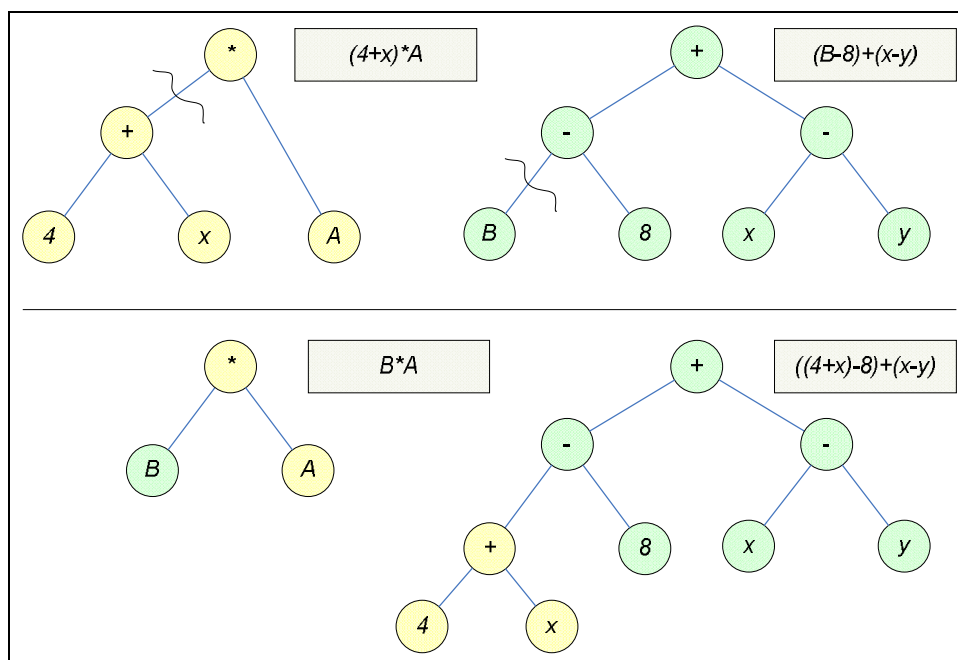 * (4+x)*A + (B-8)+(x-y)
+ - -
4 x A B 8 x y
* B*A + ((4+x)-8)+(x-y)
B A - -
+ 8 x y
4 x